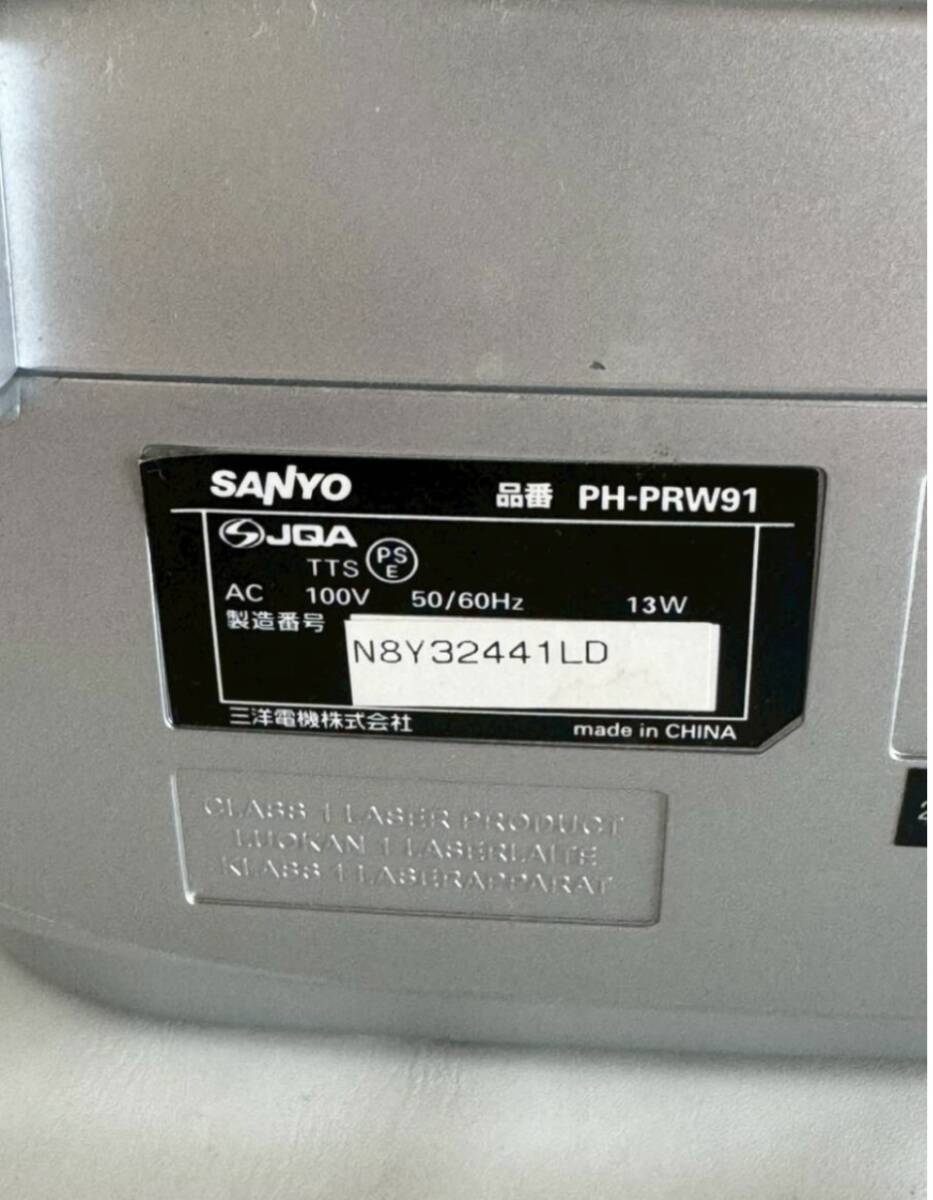 SANYO 品番 PH-PRW91
JQA
TTS PS E
AC 100V 50/60Hz 13W
製造番号 N8Y32441LD
三洋電機株式会社 made in CHINA
CLASS 1 LASER PRODUCT
LUOKAN 1 LASERLAITE
KLASS 1 LASERAPPARAT
2